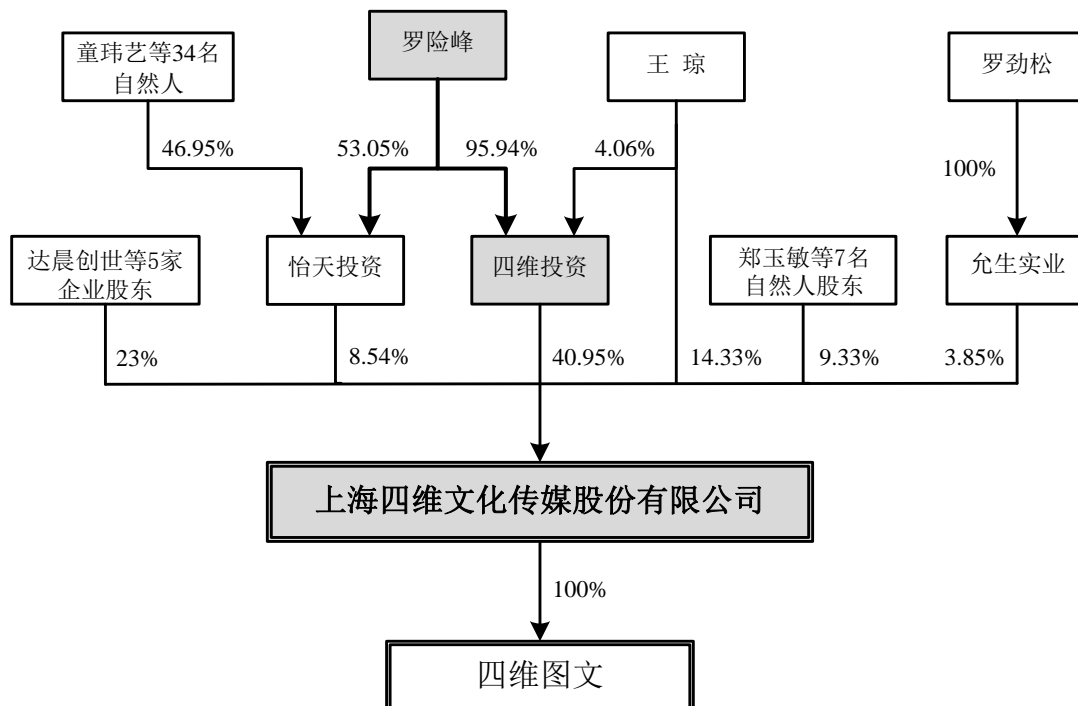 童玮艺等34名
自然人
罗险峰
王 琼
罗劲松
46.95%
53.05%
95.94%
4.06%
100%
达晨创世等5家
企业股东
怡天投资
四维投资
郑玉敏等7名
自然人股东
允生实业
23%
8.54%
40.95%
14.33%
9.33%
3.85%
上海四维文化传媒股份有限公司
100%
四维图文